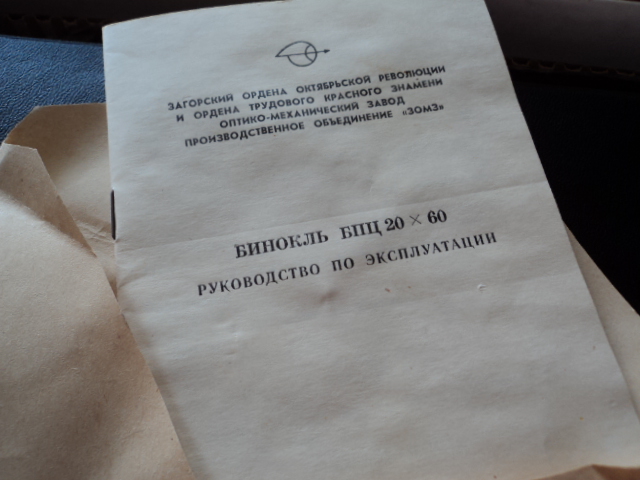 ЗАГОРСКИЙ ОРДЕНА ОКТЯБРЬСКОЙ РЕВОЛЮЦИИ
И ОРДЕНА ТРУДОВОГО КРАСНОГО ЗНАМЕНИ
ОПТИКО-МЕХАНИЧЕСКИЙ ЗАВОД
ПРОИЗВОДСТВЕННОЕ ОБЪЕДИНЕНИЕ «ЗОМЗ»
БИНОКЛЬ БПЦ 20 × 60
РУКОВОДСТВО ПО ЭКСПЛУАТАЦИИ